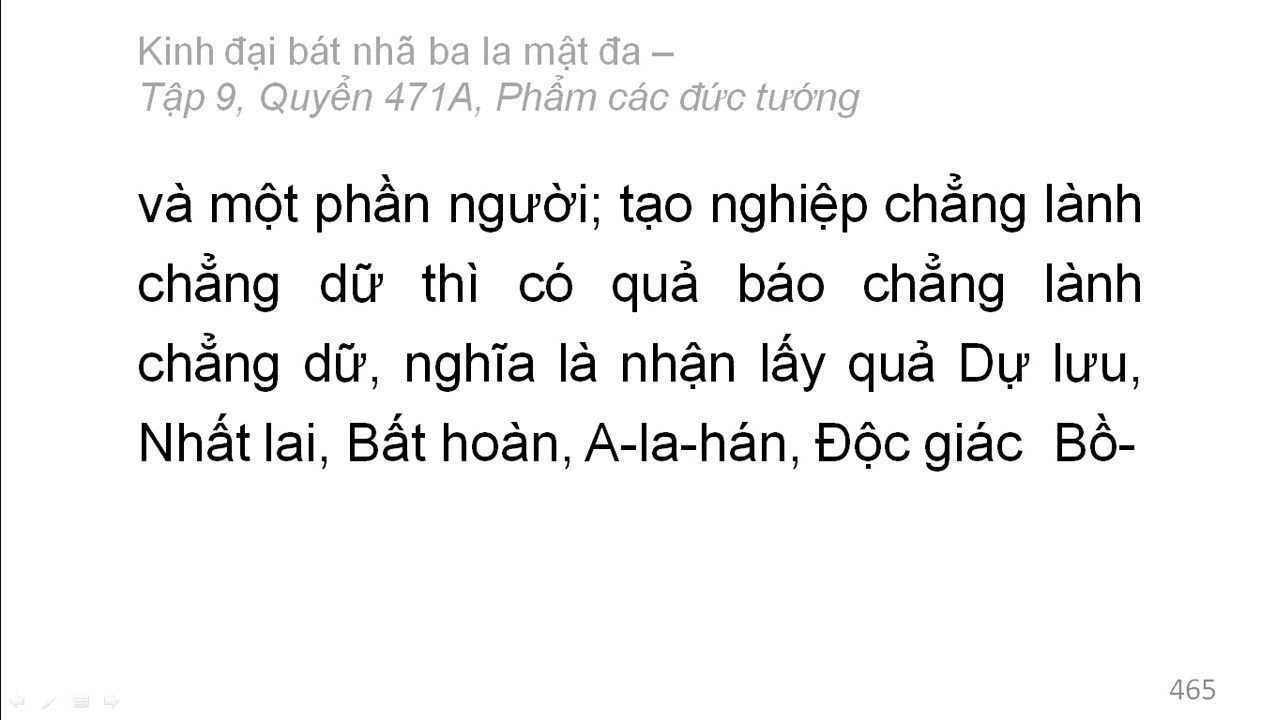 Kinh đại bát nhã ba la mật đa –
Tập 9, Quyển 471A, Phẩm các đức tướng
và một phần người; tạo nghiệp chẳng lành
chẳng dữ thì có quả báo chẳng lành
chẳng dữ, nghĩa là nhận lấy quả Dự lưu,
Nhất lai, Bất hoàn, A-la-hán, Độc giác  Bồ-
465